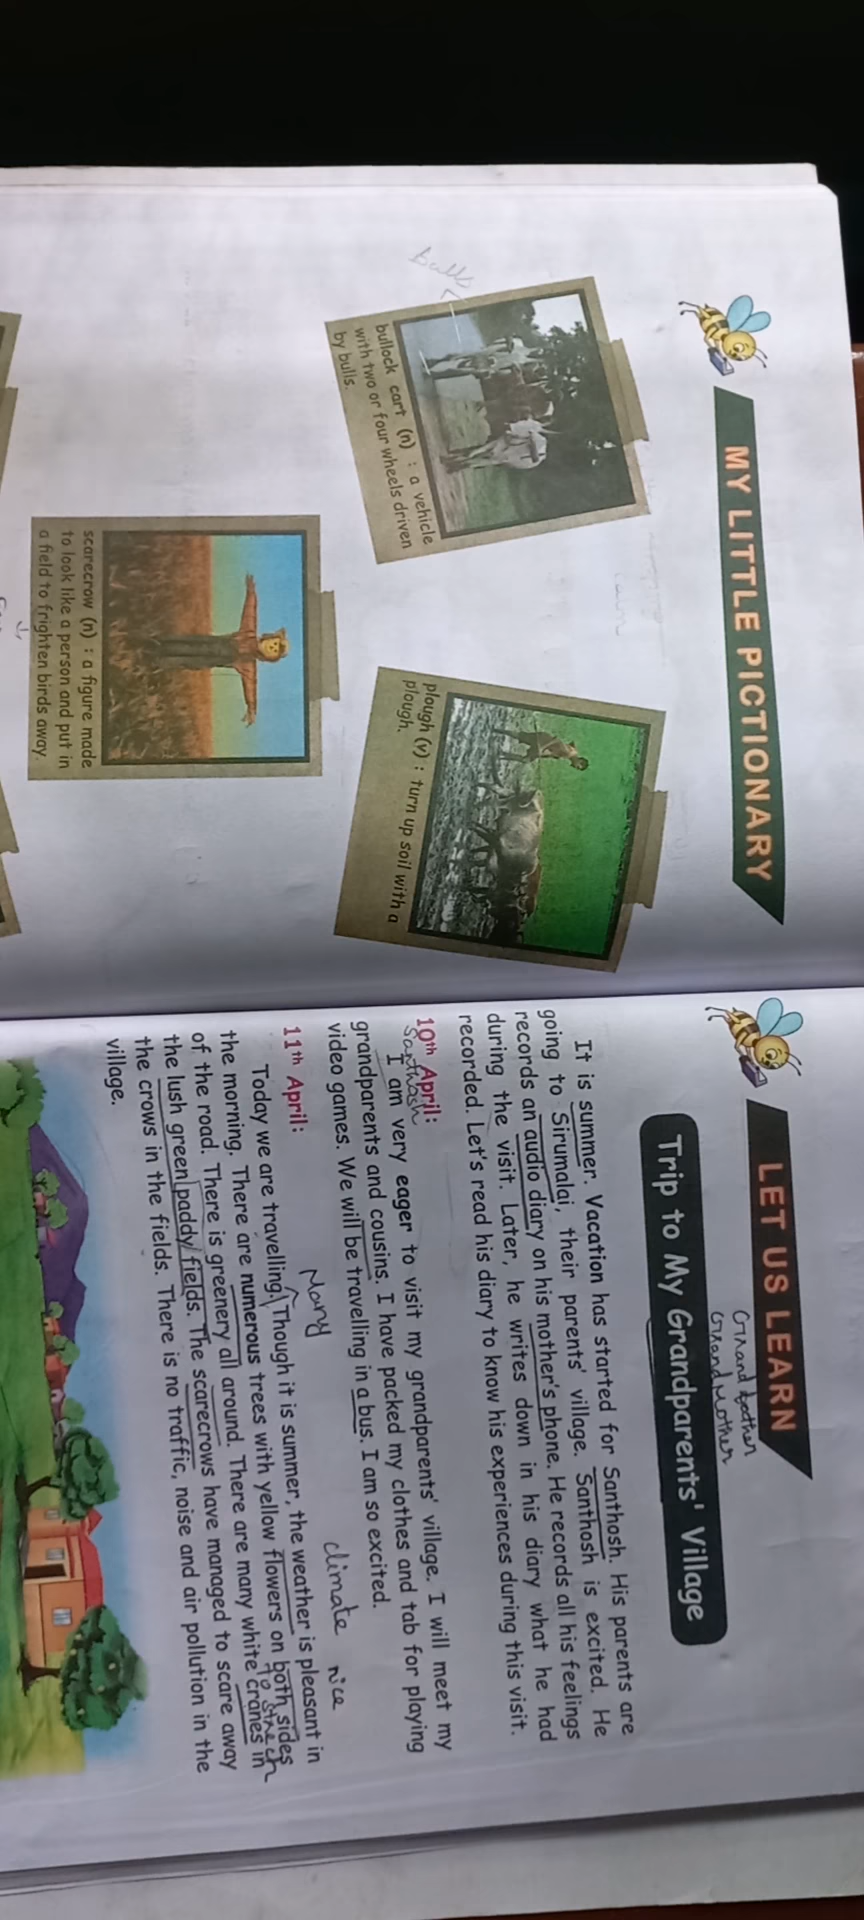 MY LITTLE PICTIONARY
bulls
bullock cart (n) : a vehicle
with two or four wheels driven
by bulls.
plough (v) : turn up soil with a
plough.
scarecrow (n) : a figure made
to look like a person and put in
a field to frighten birds away.
LET US LEARN
Grand father
Grand Mother
Trip to My Grandparents' Village
It is summer. Vacation has started for Santhosh. His parents are
going to Sirumalai, their parents' village. Santhosh is excited. He
records an audio diary on his mother's phone. He records all his feelings
during the visit. Later, he writes down in his diary what he had
recorded. Let's read his diary to know his experiences during this visit.
10th April:
Santhosh
I am very eager to visit my grandparents' village. I will meet my
grandparents and cousins. I have packed my clothes and tab for playing
video games. We will be travelling in a bus. I am so excited.
climate nice
11th April:
Many
Today we are travelling. Though it is summer, the weather is pleasant in
the morning. There are numerous trees with yellow flowers on both sides
of the road. There is greenery all around. There are many white cranes in
the lush green paddy fields. The scarecrows have managed to scare away
the crows in the fields. There is no traffic, noise and air pollution in the
village.